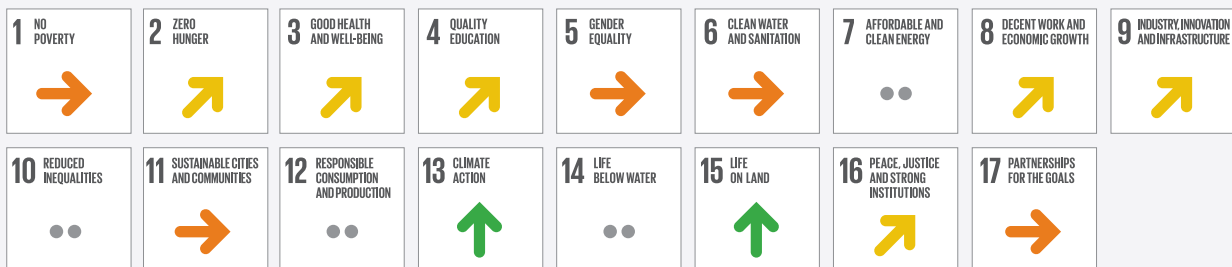 1 NO
POVERTY
2 ZERO
HUNGER
3 GOOD HEALTH
AND WELL-BEING
4 QUALITY
EDUCATION
5 GENDER
EQUALITY
6 CLEAN WATER
AND SANITATION
7 AFFORDABLE AND
CLEAN ENERGY
8 DECENT WORK AND
ECONOMIC GROWTH
9 INDUSTRY, INNOVATION
AND INFRASTRUCTURE
10 REDUCED
INEQUALITIES
11 SUSTAINABLE CITIES
AND COMMUNITIES
12 RESPONSIBLE
CONSUMPTION
AND PRODUCTION
13 CLIMATE
ACTION
14 LIFE
BELOW WATER
15 LIFE
ON LAND
16 PEACE, JUSTICE
AND STRONG
INSTITUTIONS
17 PARTNERSHIPS
FOR THE GOALS